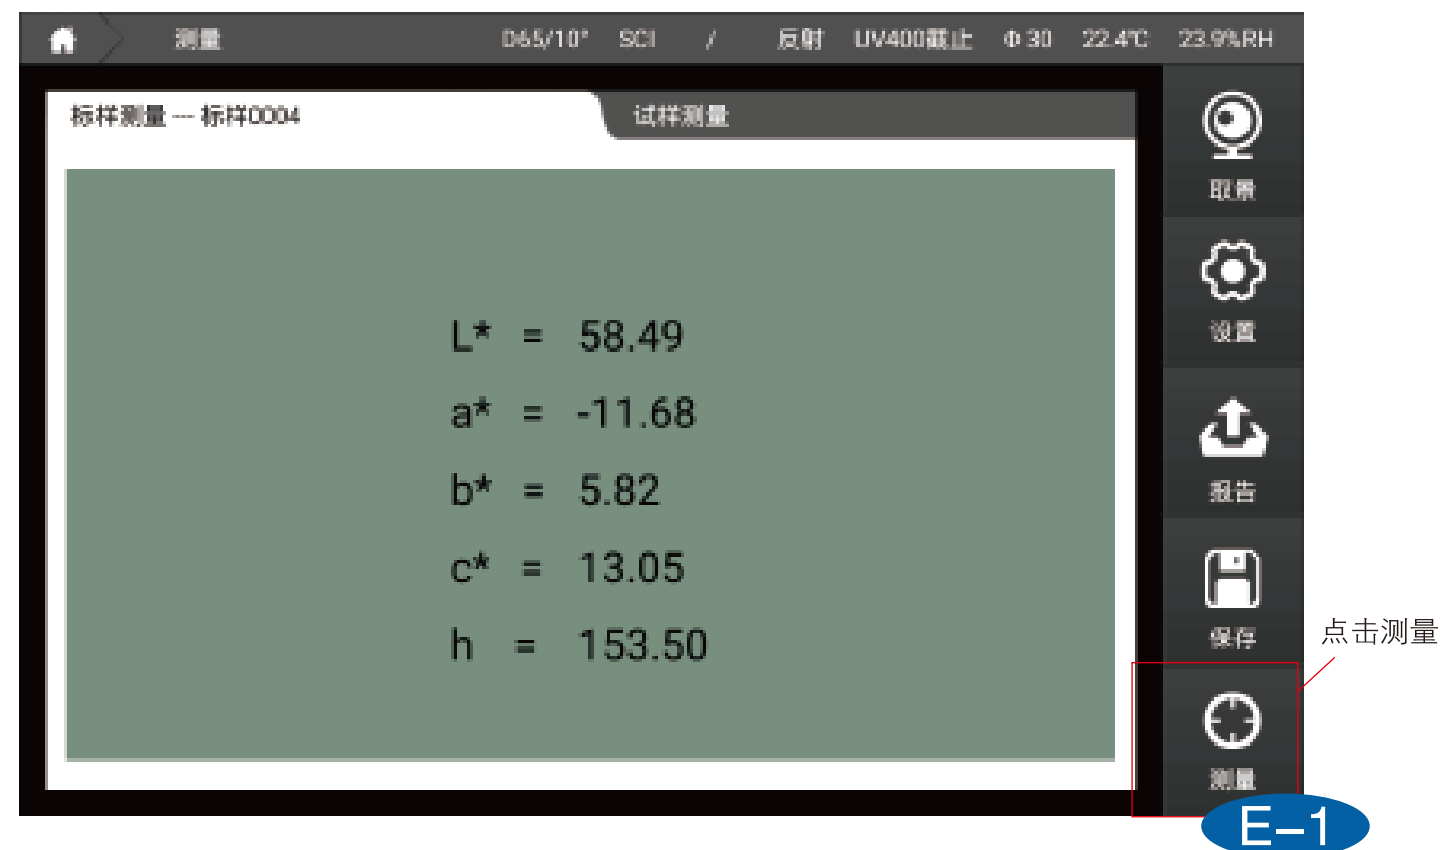 测量 D65/10° SCI / 反射 UV400截止 Φ30 22.4℃ 23.9%RH
标样测量 --- 标样0004 试样测量
取景
设置
L* = 58.49
a* = -11.68
b* = 5.82
c* = 13.05
h = 153.50
报告
保存
点击测量
测量
E-1